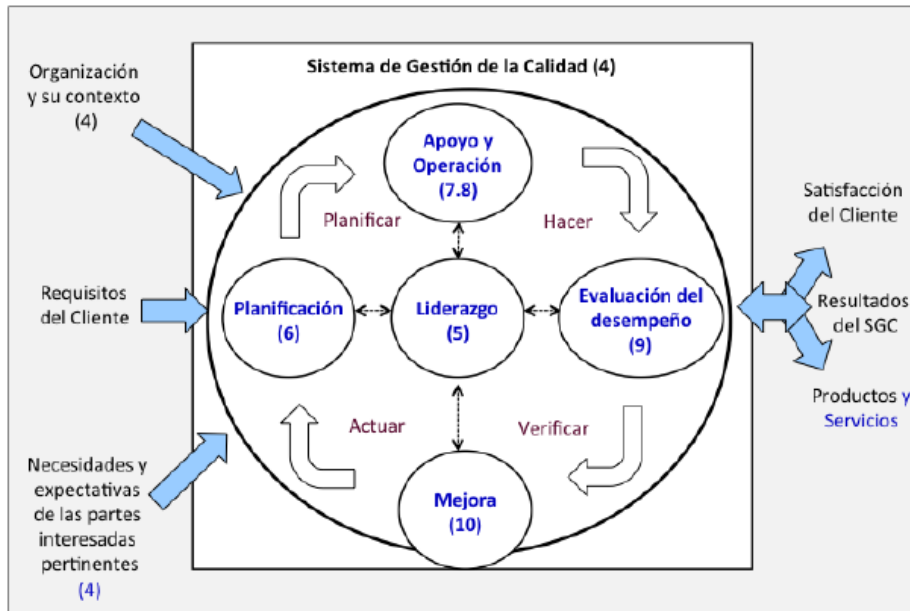 Sistema de Gestión de la Calidad (4)
Organización
y su contexto
(4)
Apoyo y
Operación
(7.8)
Planificar
Hacer
Satisfacción
del Cliente
Requisitos
del Cliente
Planificación
(6)
Liderazgo
(5)
Evaluación del
desempeño
(9)
Resultados
del SGC
Productos y
Servicios
Actuar
Verificar
Necesidades y
expectativas
de las partes
interesadas
pertinentes
(4)
Mejora
(10)